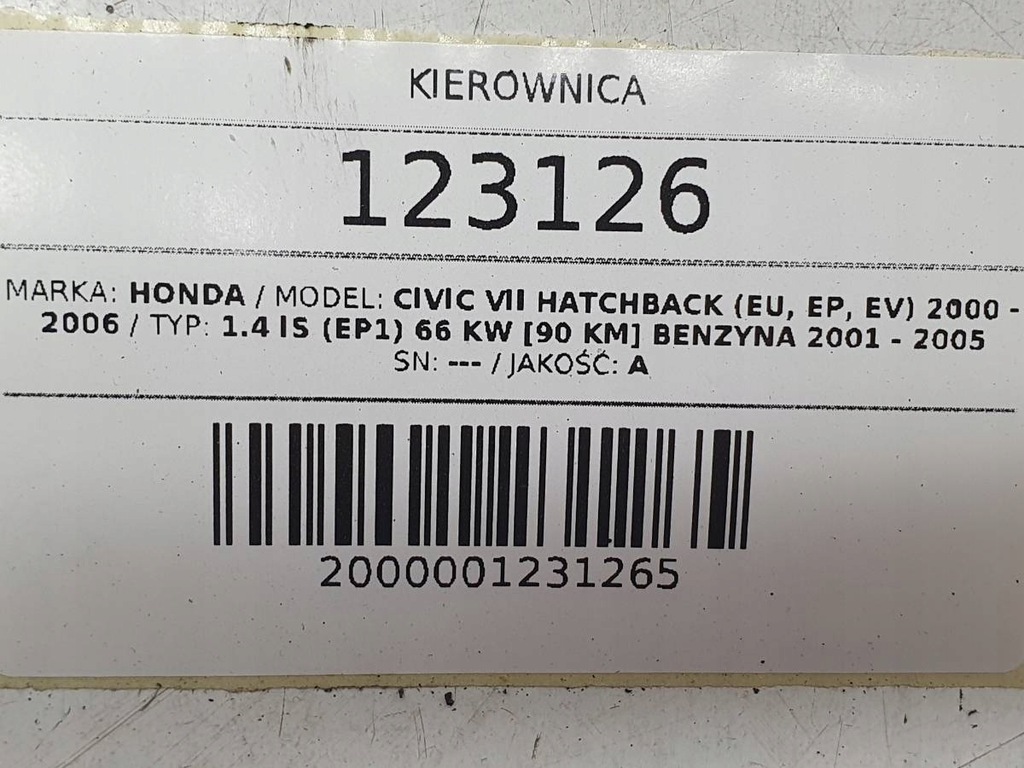 KIEROWNICA
123126
MARKA: HONDA / MODEL: CIVIC VII HATCHBACK (EU, EP, EV) 2000 -
2006 / TYP: 1.4 IS (EP1) 66 KW [90 KM] BENZYNA 2001 - 2005
SN: --- / JAKOŚĆ: A
2000001231265